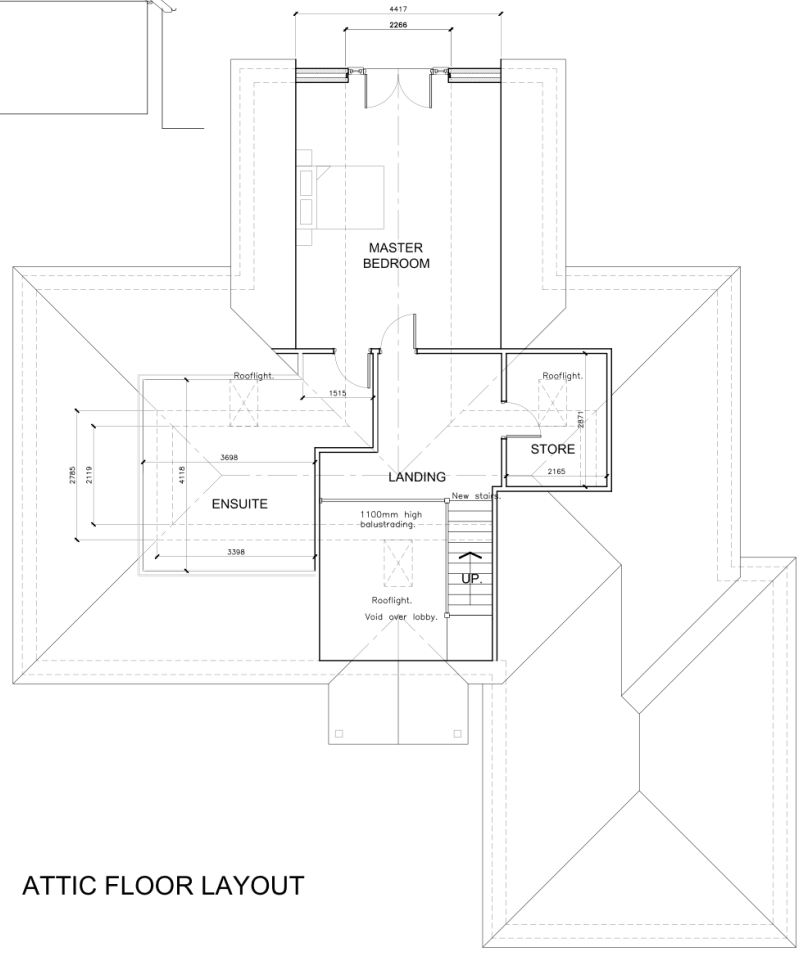 4417
2266
MASTER
BEDROOM
Rooflight.
Rooflight.
1515
2871
STORE
2165
3698
LANDING
2785
2119
4118
ENSUITE
New stairs.
1100mm high
balustrading.
3398
UP.
Rooflight.
Void over lobby.
ATTIC FLOOR LAYOUT